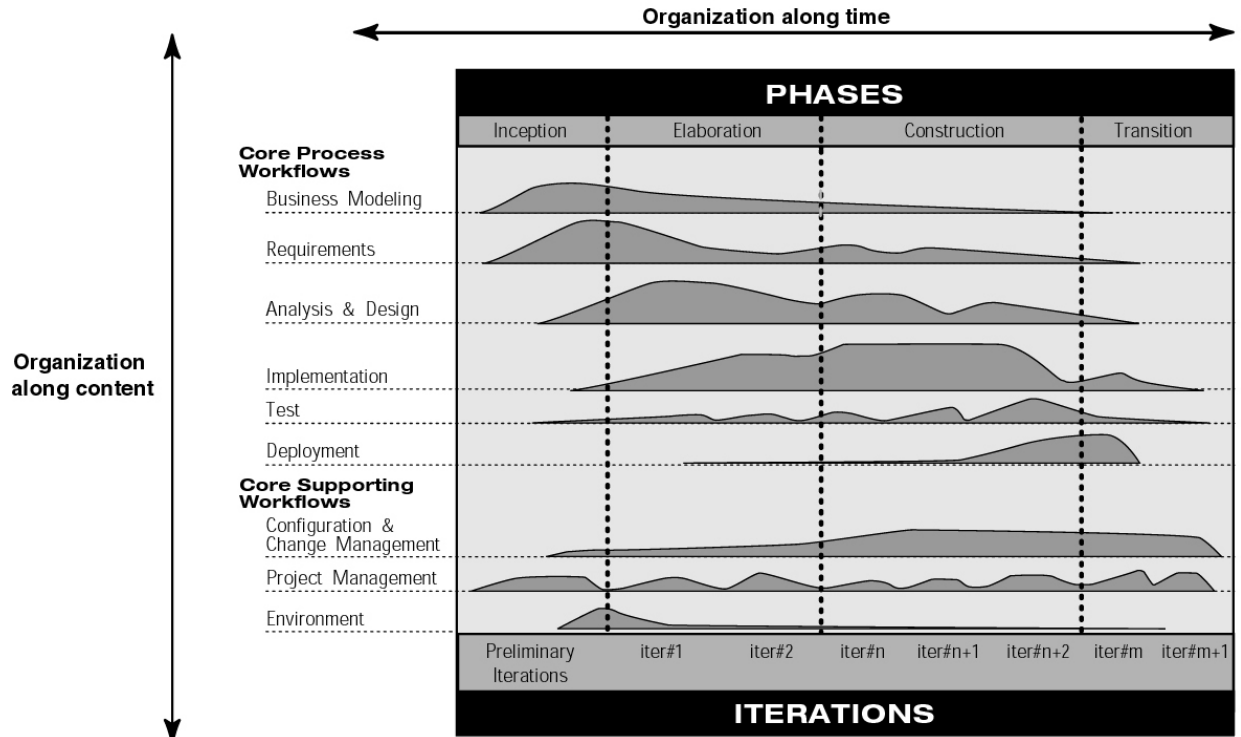 Organization along time
PHASES
Inception Elaboration Construction Transition
Core Process
Workflows
Business Modeling
Requirements
Analysis & Design
Organization
along content
Implementation
Test
Deployment
Core Supporting
Workflows
Configuration &
Change Management
Project Management
Environment
Preliminary
Iterations
iter#1 iter#2 iter#n iter#n+1 iter#n+2 iter#m iter#m+1
ITERATIONS